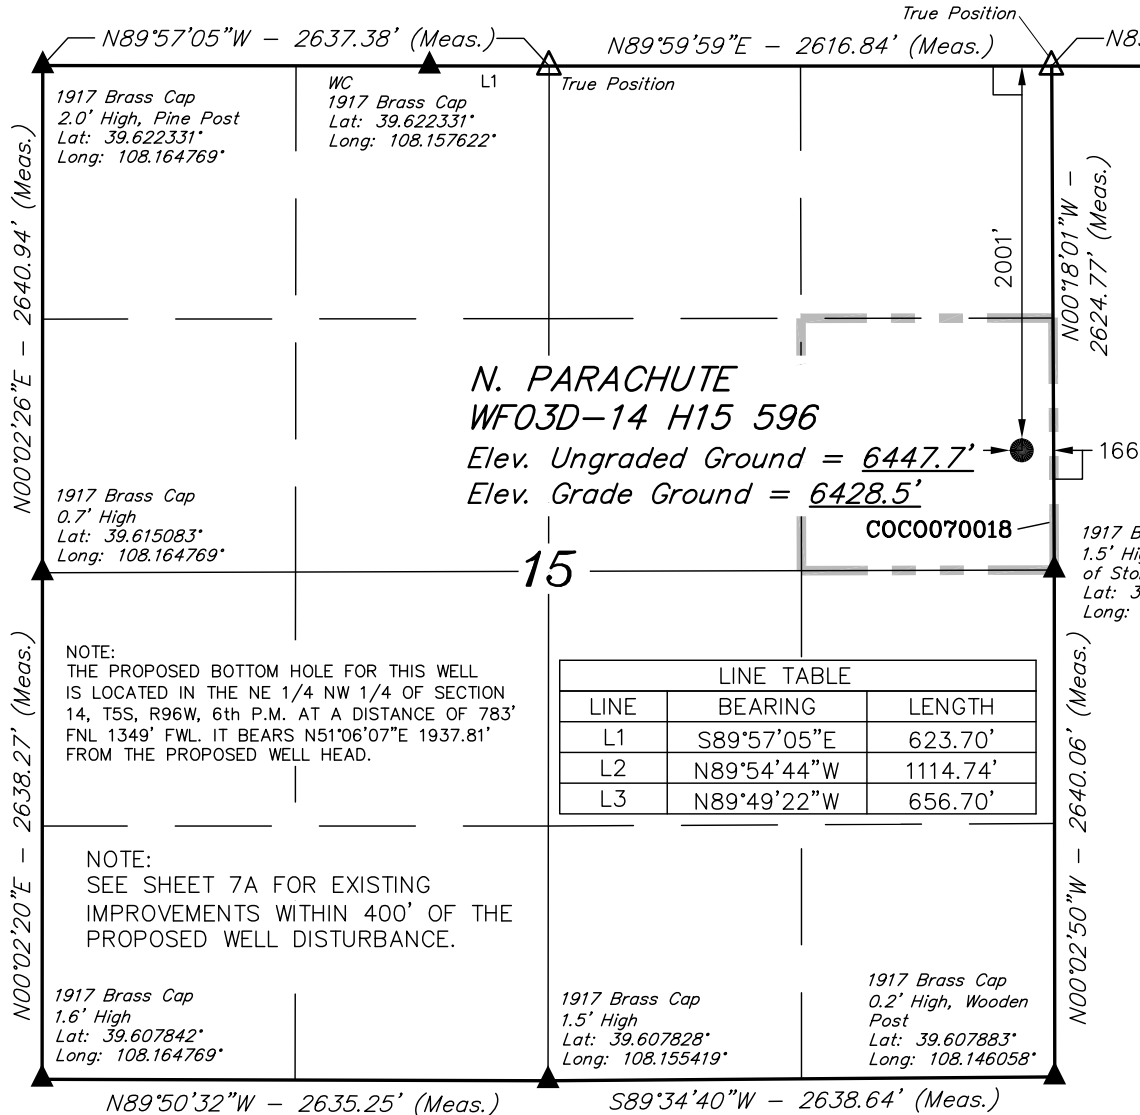 True Position
N89°57'05"W - 2637.38' (Meas.)
N89°59'59"E - 2616.84' (Meas.)
WC
L1
True Position
1917 Brass Cap
2.0' High, Pine Post
Lat: 39.622331°
Long: 108.164769°
1917 Brass Cap
Lat: 39.622331°
Long: 108.157622°
N00°02'26"E - 2640.94' (Meas.)
N00°18'01"W -
2624.77' (Meas.)
2001'
N. PARACHUTE
WF03D-14 H15 596
Elev. Ungraded Ground = 6447.7'
Elev. Grade Ground = 6428.5'
166
COC0070018
1917 Brass Cap
0.7' High
Lat: 39.615083°
Long: 108.164769°
1917 B
1.5' Hig
of Sto
Lat: 3
Long:
15
NOTE:
THE PROPOSED BOTTOM HOLE FOR THIS WELL
IS LOCATED IN THE NE 1/4 NW 1/4 OF SECTION
14, T5S, R96W, 6th P.M. AT A DISTANCE OF 783'
FNL 1349' FWL. IT BEARS N51°06'07"E 1937.81'
FROM THE PROPOSED WELL HEAD.
LINE TABLE
LINE BEARING LENGTH
L1 S89°57'05"E 623.70'
L2 N89°54'44"W 1114.74'
L3 N89°49'22"W 656.70'
N00°02'20"E - 2638.27' (Meas.)
N00°02'50"W - 2640.06' (Meas.)
NOTE:
SEE SHEET 7A FOR EXISTING
IMPROVEMENTS WITHIN 400' OF THE
PROPOSED WELL DISTURBANCE.
1917 Brass Cap
1.6' High
Lat: 39.607842°
Long: 108.164769°
1917 Brass Cap
1.5' High
Lat: 39.607828°
Long: 108.155419°
1917 Brass Cap
0.2' High, Wooden
Post
Lat: 39.607883°
Long: 108.146058°
N89°50'32"W - 2635.25' (Meas.)
S89°34'40"W - 2638.64' (Meas.)